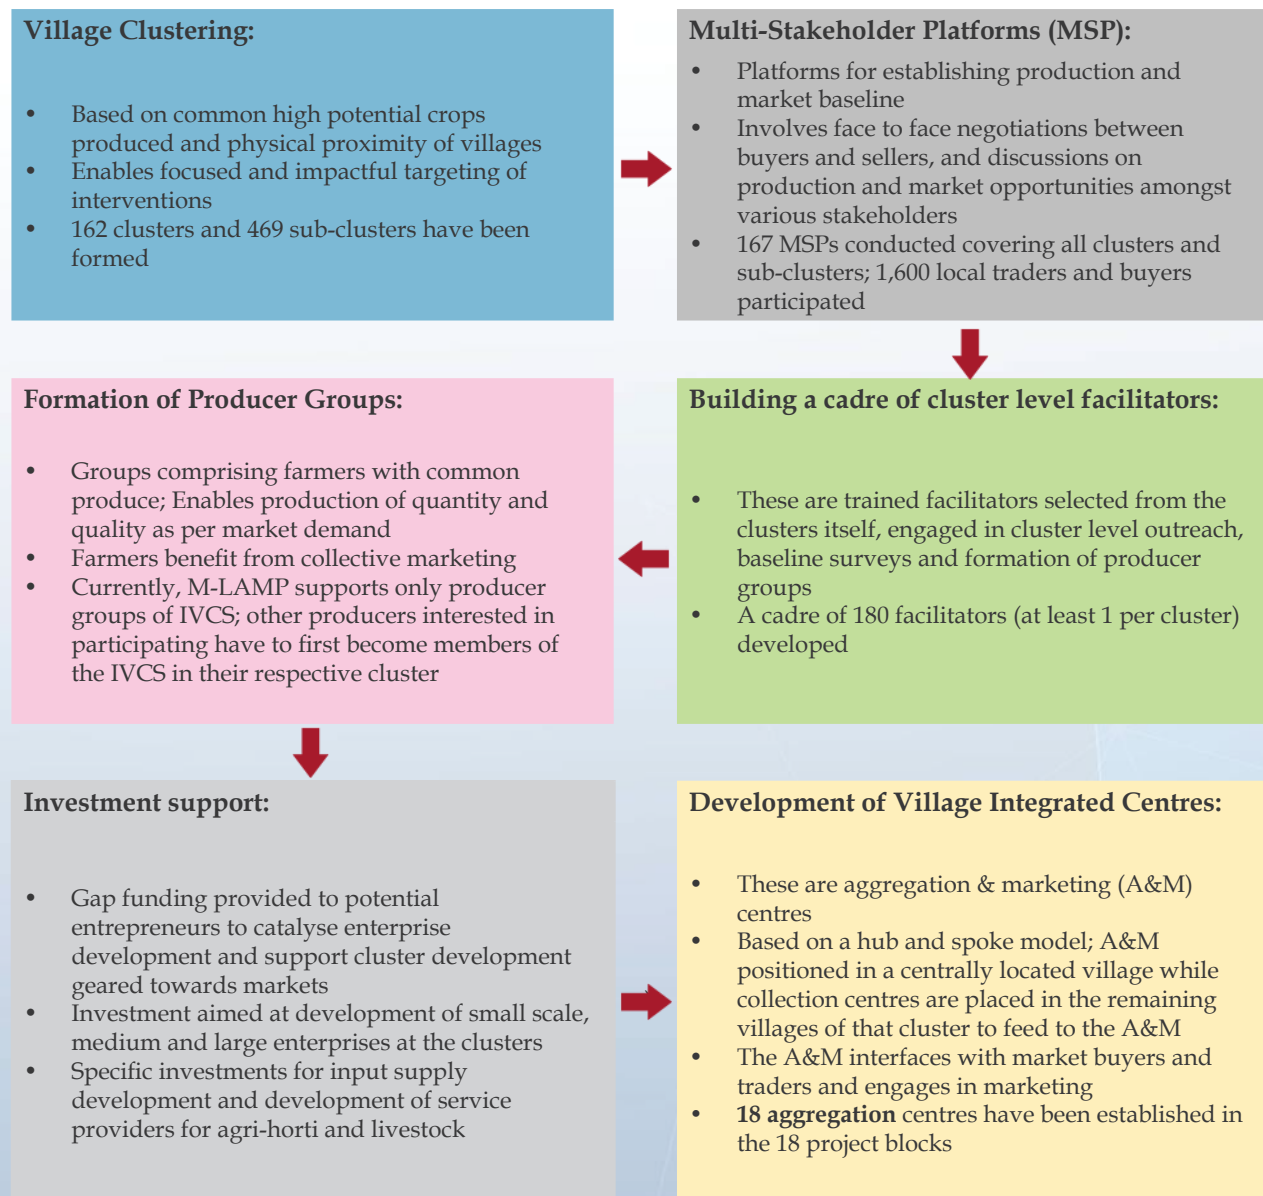 Village Clustering:
• Based on common high potential crops
produced and physical proximity of villages
• Enables focused and impactful targeting of
interventions
• 162 clusters and 469 sub-clusters have been
formed
Multi-Stakeholder Platforms (MSP):
• Platforms for establishing production and
market baseline
• Involves face to face negotiations between
buyers and sellers, and discussions on
production and market opportunities amongst
various stakeholders
• 167 MSPs conducted covering all clusters and
sub-clusters; 1,600 local traders and buyers
participated
Building a cadre of cluster level facilitators:
• These are trained facilitators selected from the
clusters itself, engaged in cluster level outreach,
baseline surveys and formation of producer
groups
• A cadre of 180 facilitators (at least 1 per cluster)
developed
Formation of Producer Groups:
• Groups comprising farmers with common
produce; Enables production of quantity and
quality as per market demand
• Farmers benefit from collective marketing
• Currently, M-LAMP supports only producer
groups of IVCS; other producers interested in
participating have to first become members of
the IVCS in their respective cluster
Investment support:
• Gap funding provided to potential
entrepreneurs to catalyse enterprise
development and support cluster development
geared towards markets
• Investment aimed at development of small scale,
medium and large enterprises at the clusters
• Specific investments for input supply
development and development of service
providers for agri-horti and livestock
Development of Village Integrated Centres:
• These are aggregation & marketing (A&M)
centres
• Based on a hub and spoke model; A&M
positioned in a centrally located village while
collection centres are placed in the remaining
villages of that cluster to feed to the A&M
• The A&M interfaces with market buyers and
traders and engages in marketing
• 18 aggregation centres have been established in
the 18 project blocks